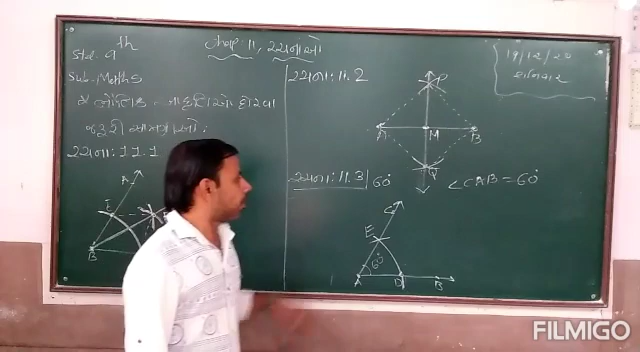 Std. 9th
Sub. Maths
Chap 11, રચનાઓ
19/12/20
શનિવાર
જરૂરી
રચના: 11.1
A
E
B
રચના: 11.2
P
A M B
Q
રચના: 11.3 60°
∠CAB = 60°
C
E
60°
A D B
FILMIGO